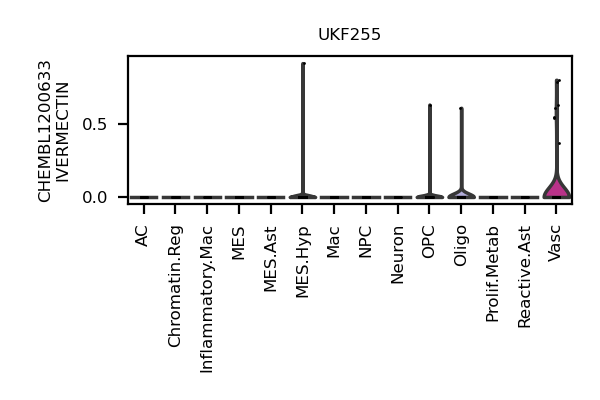 UKF255
CHEMBL1200633
IVERMECTIN
0.5
0.0
AC
Chromatin.Reg
Inflammatory.Mac
MES
MES.Ast
MES.Hyp
Mac
NPC
Neuron
OPC
Oligo
Prolif.Metab
Reactive.Ast
Vasc